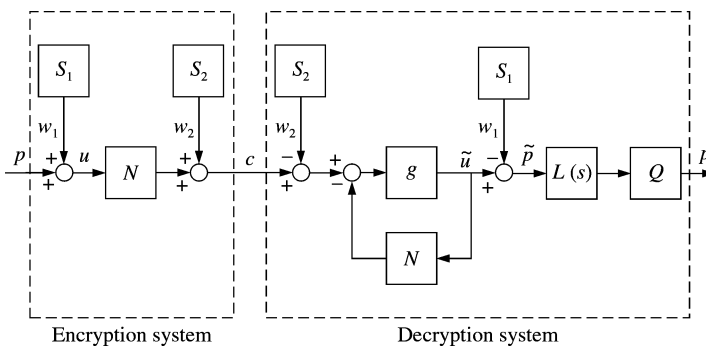 S₁
S₂
S₂
S₁
w₁
w₂
w₂
w₁
p
+
+
u
N
+
+
c
−
+
+
−
g
ũ
−
+
p̃
L (s)
Q
p
N
Encryption system
Decryption system